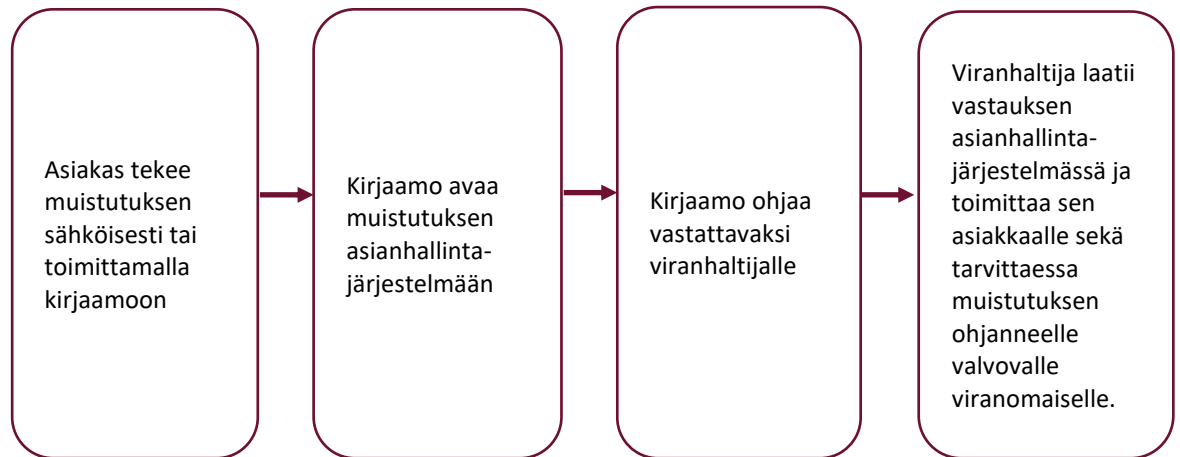 Asiakas tekee
muistutuksen
sähköisesti tai
toimittamalla
kirjaamoon
Kirjaamo avaa
muistutuksen
asianhallinta-
järjestelmään
Kirjaamo ohjaa
vastattavaksi
viranhaltijalle
Viranhaltija laatii
vastauksen
asianhallinta-
järjestelmässä ja
toimittaa sen
asiakkaalle sekä
tarvittaessa
muistutuksen
ohjanneelle
valvovalle
viranomaiselle.